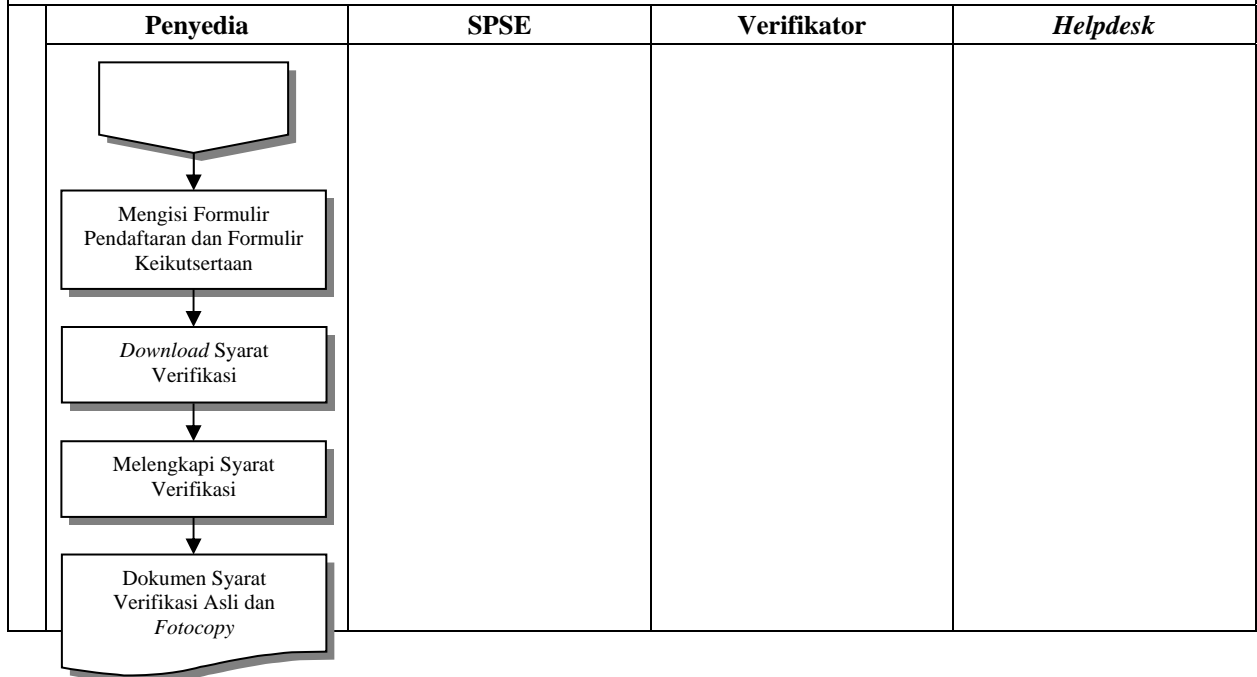 Penyedia SPSE Verifikator Helpdesk
Mengisi Formulir
Pendaftaran dan Formulir
Keikutsertaan
Download Syarat
Verifikasi
Melengkapi Syarat
Verifikasi
Dokumen Syarat
Verifikasi Asli dan
Fotocopy